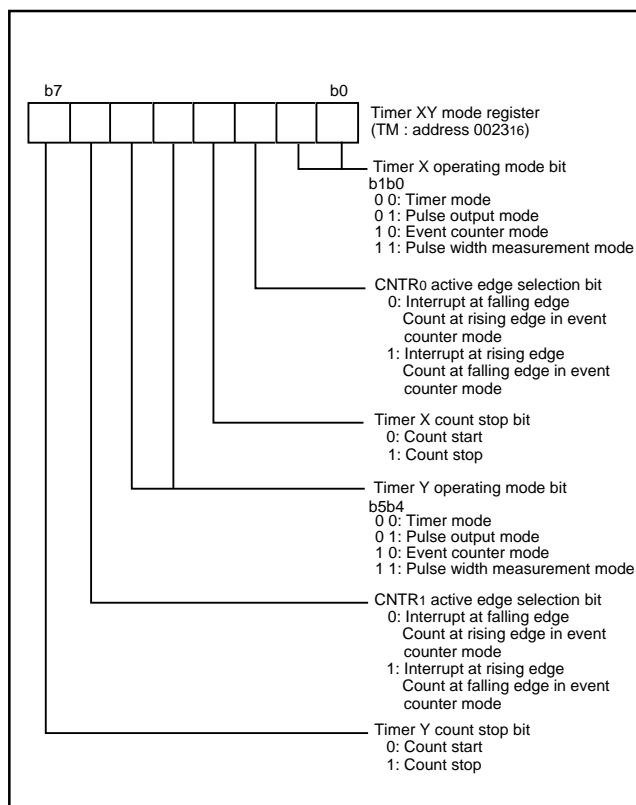 b7 b0
Timer XY mode register
(TM : address 002316)
Timer X operating mode bit
b1b0
0 0: Timer mode
0 1: Pulse output mode
1 0: Event counter mode
1 1: Pulse width measurement mode
CNTR0 active edge selection bit
0: Interrupt at falling edge
Count at rising edge in event
counter mode
1: Interrupt at rising edge
Count at falling edge in event
counter mode
Timer X count stop bit
0: Count start
1: Count stop
Timer Y operating mode bit
b5b4
0 0: Timer mode
0 1: Pulse output mode
1 0: Event counter mode
1 1: Pulse width measurement mode
CNTR1 active edge selection bit
0: Interrupt at falling edge
Count at rising edge in event
counter mode
1: Interrupt at rising edge
Count at falling edge in event
counter mode
Timer Y count stop bit
0: Count start
1: Count stop